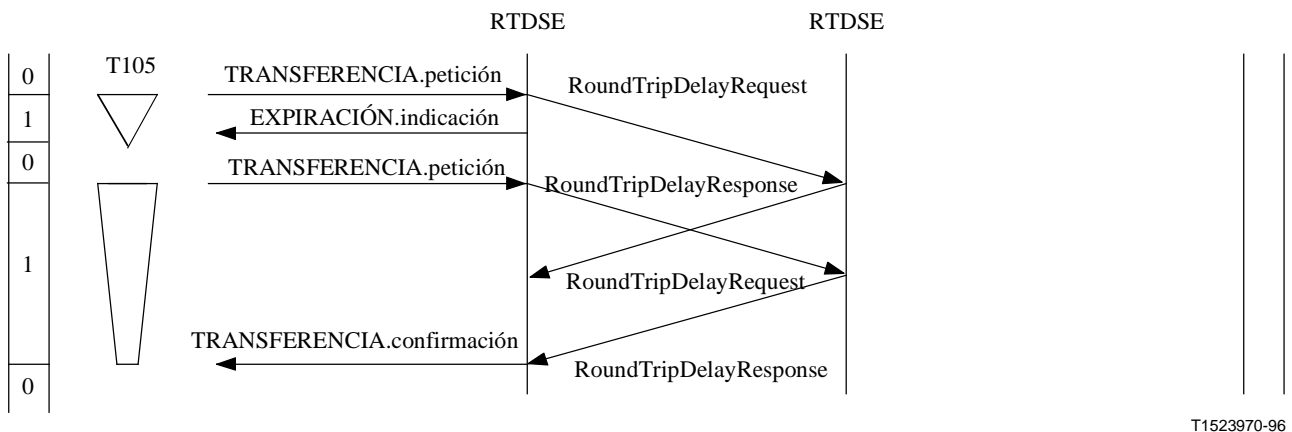 RTDSE
RTDSE
0
T105
TRANSFERENCIA.petición
RoundTripDelayRequest
1
EXPIRACIÓN.indicación
0
TRANSFERENCIA.petición
RoundTripDelayResponse
1
RoundTripDelayRequest
TRANSFERENCIA.confirmación
RoundTripDelayResponse
0
T1523970-96